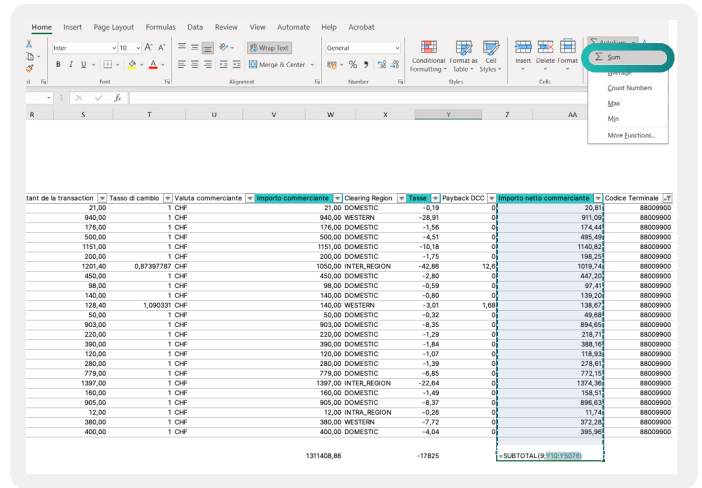 Home Insert Page Layout Formulas Data Review View Automate Help Acrobat
Inter 10 A^ Aˇ Wrap Text General Conditional Formatting Format as Table Cell Styles Insert Delete Format AutoSum
B I U A Merge & Center % 9 Sum
Font Alignment Number Styles Cells Average
fx Count Numbers
Max
Min
More Functions...
R S T U V W X Y Z AA
tant de la transaction Tasso di cambio Valuta commerciante Importo commerciante Clearing Region Tasse Payback DCC Importo netto commerciante Codice Terminale
21,00 1 CHF 21,00 DOMESTIC -0,19 0 20,81 88009900
940,00 1 CHF 940,00 WESTERN -28,91 0 911,09 88009900
176,00 1 CHF 176,00 DOMESTIC -1,56 0 174,44 88009900
500,00 1 CHF 500,00 DOMESTIC -4,51 0 495,49 88009900
1151,00 1 CHF 1151,00 DOMESTIC -10,18 0 1140,82 88009900
200,00 1 CHF 200,00 DOMESTIC -1,75 0 198,25 88009900
1201,40 0,87397787 CHF 1050,00 INTER_REGION -42,86 12,6 1019,74 88009900
450,00 1 CHF 450,00 DOMESTIC -2,80 0 447,20 88009900
98,00 1 CHF 98,00 DOMESTIC -0,59 0 97,41 88009900
140,00 1 CHF 140,00 DOMESTIC -0,80 0 139,20 88009900
128,40 1,090331 CHF 140,00 WESTERN -3,01 1,68 138,67 88009900
50,00 1 CHF 50,00 DOMESTIC -0,32 0 49,68 88009900
903,00 1 CHF 903,00 DOMESTIC -8,35 0 894,65 88009900
220,00 1 CHF 220,00 DOMESTIC -1,29 0 218,71 88009900
390,00 1 CHF 390,00 DOMESTIC -1,84 0 388,16 88009900
120,00 1 CHF 120,00 DOMESTIC -1,07 0 118,93 88009900
280,00 1 CHF 280,00 DOMESTIC -1,39 0 278,61 88009900
779,00 1 CHF 779,00 DOMESTIC -6,85 0 772,15 88009900
1397,00 1 CHF 1397,00 INTER_REGION -22,64 0 1374,36 88009900
160,00 1 CHF 160,00 DOMESTIC -1,49 0 158,51 88009900
905,00 1 CHF 905,00 DOMESTIC -8,37 0 896,63 88009900
12,00 1 CHF 12,00 INTRA_REGION -0,26 0 11,74 88009900
380,00 1 CHF 380,00 WESTERN -7,72 0 372,28 88009900
400,00 1 CHF 400,00 DOMESTIC -4,04 0 395,96 88009900
1311408,86 -17825 =SUBTOTAL(9;Y10:Y5076)